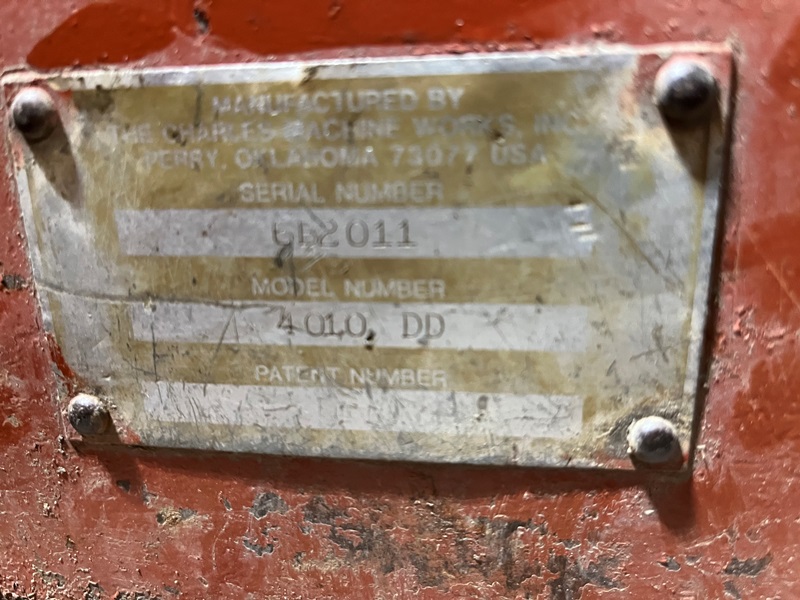 MANUFACTURED BY
THE CHARLES MACHINE WORKS, INC.
PERRY, OKLAHOMA 73077 USA
SERIAL NUMBER
MODEL NUMBER
4010 DD
PATENT NUMBER